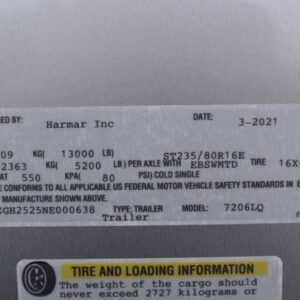 RED BY: Harmar Inc DATE: 3-2021
09 KG( 13000 LB)
2363 KG( 5200 LB) PER AXLE WITH ST235/80R16E EBSWMTD TIRE 16X
AT 550 KPA( 80 PSI) COLD SINGLE
E CONFORMS TO ALL APPLICABLE US FEDERAL MOTOR VEHICLE SAFETY STANDARDS IN
MANUFACTURE SHOWN ABOVE.
GH2525NE000638 TYPE: TRAILER MODEL: 7206LQ
Trailer
TIRE AND LOADING INFORMATION
The weight of the cargo should
never exceed 2727 kilograms or